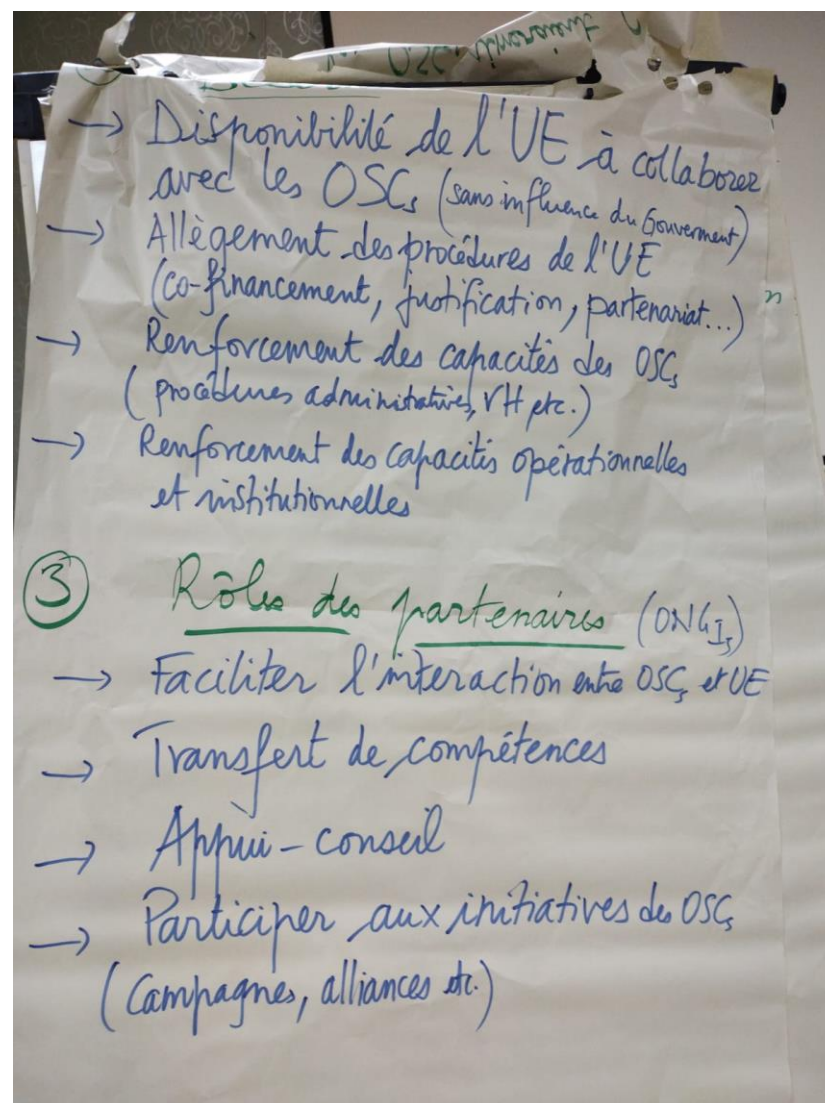 OSC
→ Disponibilité de l'UE à collaborer
avec les OSCs (sans influence du Gouverment)
→ Allègement des procédures de l'UE
(co-financement, justification, partenariat...)
→ Renforcement des capacités des OSCs
(procédures administratives, VH etc.)
→ Renforcement des capacités opérationnelles
et institutionnelles
③ Rôles des partenaires (ONGIs)
→ Faciliter l'interaction entre OSCs et UE
→ Transfert de compétences
→ Appui-conseil
→ Participer aux initiatives des OSCs
(Campagnes, alliances etc.)